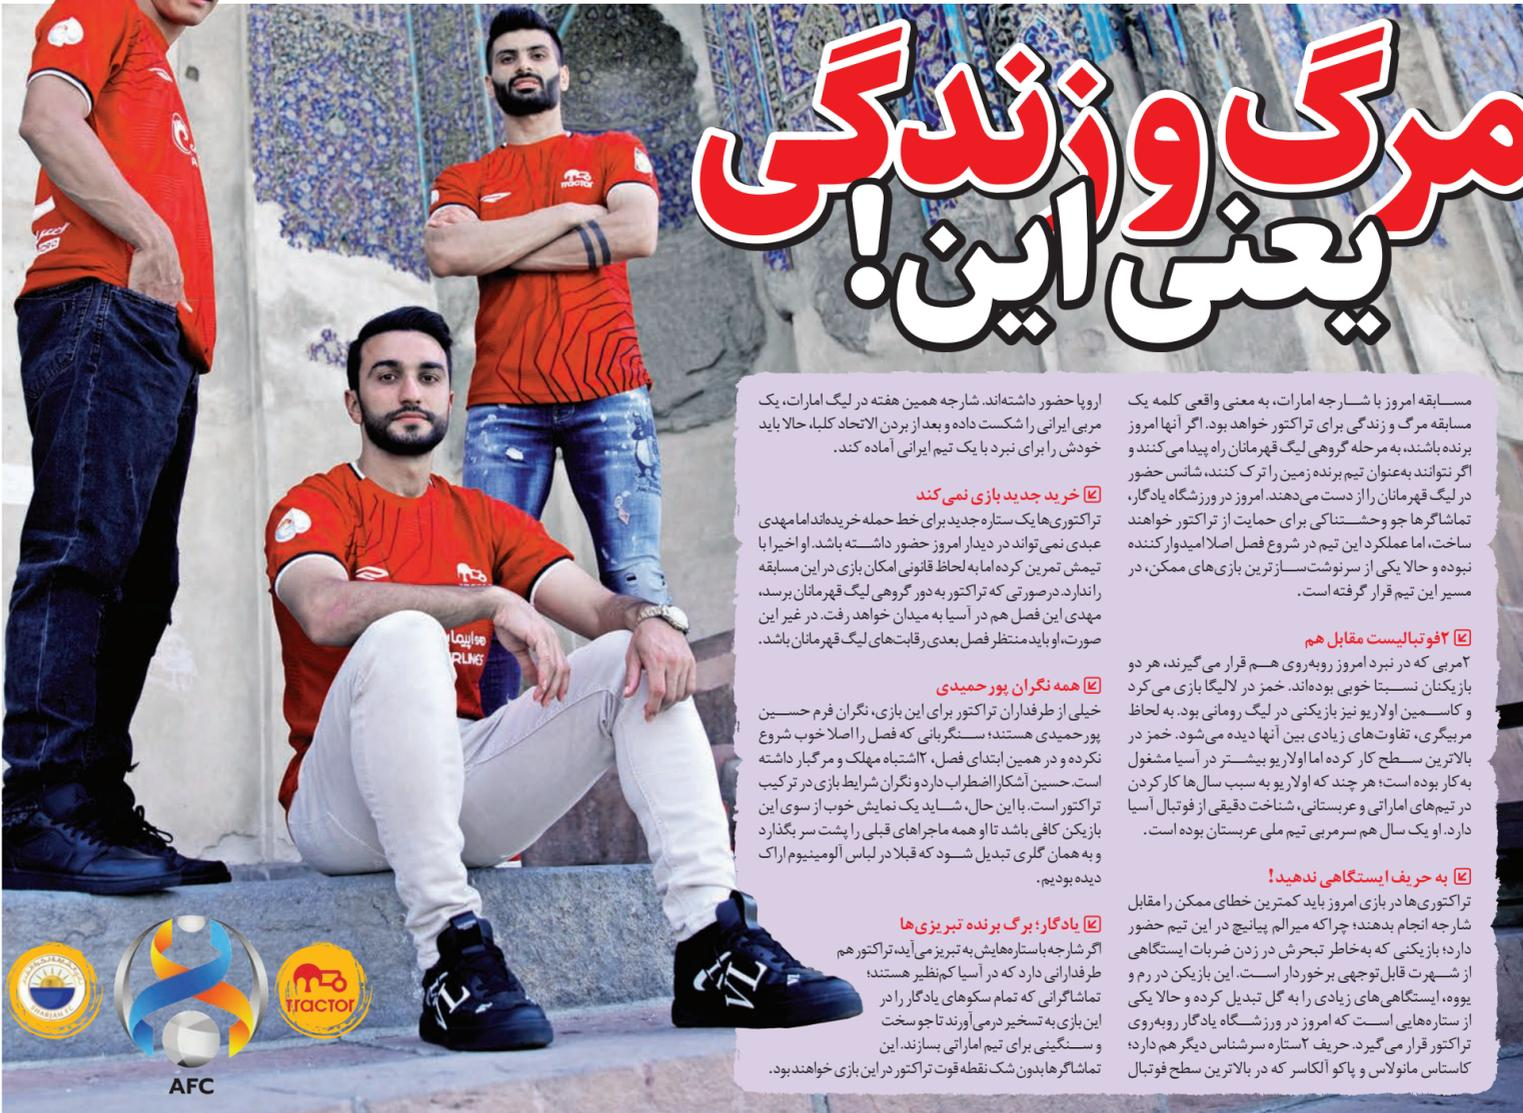 مرگ و زندگی
یعنی این!
مسابقه امروز با شارجه امارات، به معنی واقعی کلمه یک
مسابقه مرگ و زندگی برای تراکتور خواهد بود. اگر آنها امروز
برنده باشند، به مرحله گروهی لیگ قهرمانان راه پیدا می‌کنند و
اگر نتوانند به‌عنوان تیم برنده زمین را ترک کنند، شانس حضور
در لیگ قهرمانان را از دست می‌دهند. امروز در ورزشگاه یادگار،
تماشاگرها جو وحشتناکی برای حمایت از تراکتور خواهند
ساخت، اما عملکرد این تیم در شروع فصل اصلا امیدوار کننده
نبوده و حالا یکی از سرنوشت‌سازترین بازی‌های ممکن، در
مسیر این تیم قرار گرفته است.
۲فوتبالیست مقابل هم
۲مربی که در نبرد امروز روبه‌روی هم قرار می‌گیرند، هر دو
بازیکنان نسبتا خوبی بوده‌اند. خمز در لالیگا بازی می‌کرد
و کاسمین اولاریو نیز بازیکنی در لیگ رومانی بود. به لحاظ
مربیگری، تفاوت‌های زیادی بین آنها دیده می‌شود. خمز در
بالاترین سطح کار کرده اما اولاریو بیشتر در آسیا مشغول
به‌کار بوده است؛ هر چند که اولاریو به سبب سال‌ها کار کردن
در تیم‌های اماراتی و عربستانی، شناخت دقیقی از فوتبال آسیا
دارد. او یک سال هم سرمربی تیم ملی عربستان بوده است.
به حریف ایستگاهی ندهید!
تراکتوری‌ها در بازی امروز باید کمترین خطای ممکن را مقابل
شارجه انجام بدهند؛ چراکه میرالم پیانیچ در این تیم حضور
دارد؛ بازیکنی که به‌خاطر تبحرش در زدن ضربات ایستگاهی
از شهرت قابل‌توجهی برخوردار است. این بازیکن در رم و
یووه، ایستگاهی‌های زیادی را به گل تبدیل کرده و حالا یکی
از ستاره‌هایی است که امروز در ورزشگاه یادگار روبه‌روی
تراکتور قرار می‌گیرد. حریف ۲ستاره سرشناس دیگر هم دارد؛
کاستاس مانولاس و پاکو آلکاسر که در بالاترین سطح فوتبال
اروپا حضور داشته‌اند. شارجه همین هفته در لیگ امارات، یک
مربی ایرانی را شکست داده و بعد از بردن الاتحاد کلبا، حالا باید
خودش را برای نبرد با یک تیم ایرانی آماده کند.
خرید جدید بازی نمی‌کند
تراکتوری‌ها یک ستاره جدید برای خط حمله خریده‌اند اما مهدی
عبدی نمی‌تواند در دیدار امروز حضور داشته باشد. او اخیرا با
تیمش تمرین کرده اما به لحاظ قانونی امکان بازی در این مسابقه
را ندارد. درصورتی که تراکتور به دور گروهی لیگ قهرمانان برسد،
مهدی این فصل هم در آسیا به میدان خواهد رفت. در غیر این
صورت، او باید منتظر فصل بعدی رقابت‌های لیگ قهرمانان باشد.
همه نگران پورحمیدی
خیلی از طرفداران تراکتور برای این بازی، نگران فرم حسین
پورحمیدی هستند؛ سنگربانی که فصل را اصلا خوب شروع
نکرده و در همین ابتدای فصل، ۲اشتباه مهلک و مرگبار داشته
است. حسین آشکارا اضطراب دارد و نگران شرایط بازی در ترکیب
تراکتور است. با این حال، شاید یک نمایش خوب از سوی این
بازیکن کافی باشد تا او همه ماجراهای قبلی را پشت سر بگذارد
و به همان گلری تبدیل شود که قبلا در لباس آلومینیوم اراک
دیده بودیم.
یادگار؛ برگ برنده تبریزی‌ها
اگر شارجه با ستاره‌هایش به تبریز می‌آید، تراکتور هم
طرفدارانی دارد که در آسیا کم‌نظیر هستند؛
تماشاگرانی که تمام سکوهای یادگار را در
این بازی به تسخیر درمی‌آورند تا جو سخت
و سنگینی برای تیم اماراتی بسازند. این
تماشاگرها بدون شک نقطه قوت تراکتور در این بازی خواهند بود.
Tractor
هواپیما
RLINES
VL
VL
SHARJAH FC
AFC
Tractor